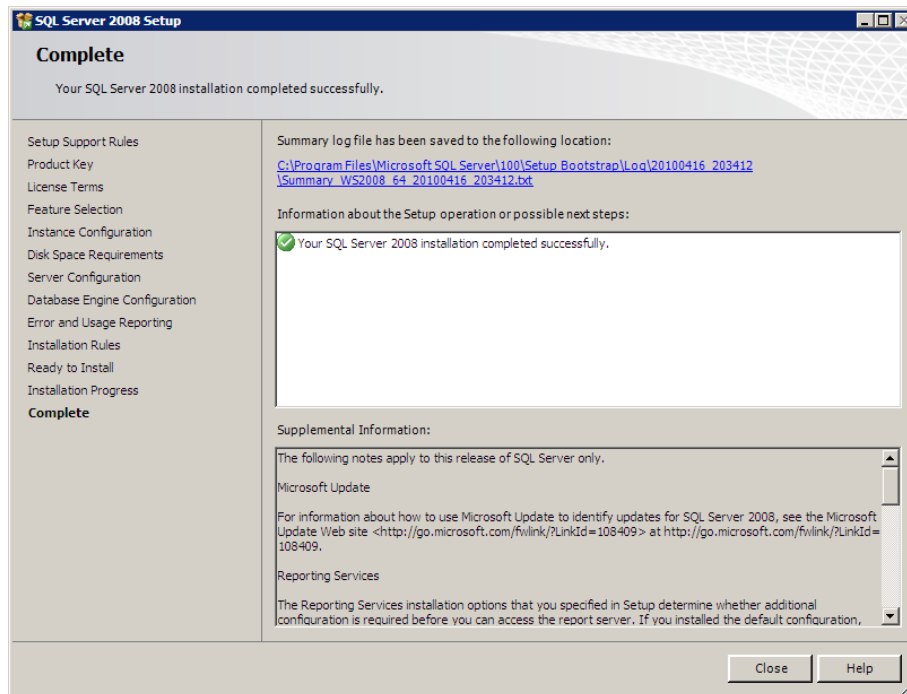 SQL Server 2008 Setup
Complete
Your SQL Server 2008 installation completed successfully.
Setup Support Rules
Product Key
License Terms
Feature Selection
Instance Configuration
Disk Space Requirements
Server Configuration
Database Engine Configuration
Error and Usage Reporting
Installation Rules
Ready to Install
Installation Progress
Complete
Summary log file has been saved to the following location:
C:\Program Files\Microsoft SQL Server\100\Setup Bootstrap\Log\20100416_203412
\Summary_WS2008_64_20100416_203412.txt
Information about the Setup operation or possible next steps:
Your SQL Server 2008 installation completed successfully.
Supplemental Information:
The following notes apply to this release of SQL Server only.
Microsoft Update
For information about how to use Microsoft Update to identify updates for SQL Server 2008, see the Microsoft
Update Web site <http://go.microsoft.com/fwlink/?LinkId=108409> at http://go.microsoft.com/fwlink/?LinkId=
108409.
Reporting Services
The Reporting Services installation options that you specified in Setup determine whether additional
configuration is required before you can access the report server. If you installed the default configuration,
Close
Help